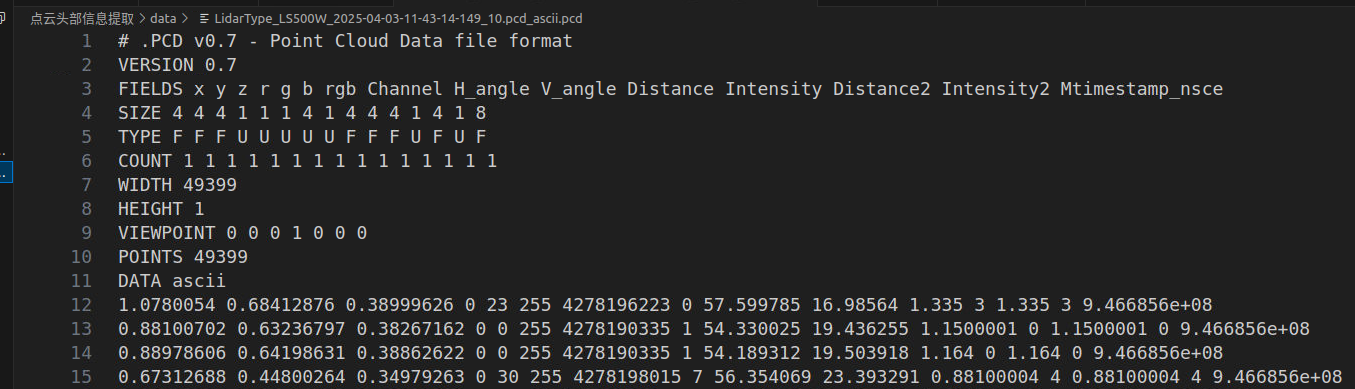 点云头部信息提取 > data > LidarType_LS500W_2025-04-03-11-43-14-149_10.pcd_ascii.pcd
1 # .PCD v0.7 - Point Cloud Data file format
2 VERSION 0.7
3 FIELDS x y z r g b rgb Channel H_angle V_angle Distance Intensity Distance2 Intensity2 Mtimestamp_nsce
4 SIZE 4 4 4 1 1 1 4 1 4 4 4 1 4 1 8
5 TYPE F F F U U U U U F F F U F U F
6 COUNT 1 1 1 1 1 1 1 1 1 1 1 1 1 1 1
7 WIDTH 49399
8 HEIGHT 1
9 VIEWPOINT 0 0 0 1 0 0 0
10 POINTS 49399
11 DATA ascii
12 1.0780054 0.68412876 0.38999626 0 23 255 4278196223 0 57.599785 16.98564 1.335 3 1.335 3 9.466856e+08
13 0.88100702 0.63236797 0.38267162 0 0 255 4278190335 1 54.330025 19.436255 1.1500001 0 1.1500001 0 9.466856e+08
14 0.88978606 0.64198631 0.38862622 0 0 255 4278190335 1 54.189312 19.503918 1.164 0 1.164 0 9.466856e+08
15 0.67312688 0.44800264 0.34979263 0 30 255 4278198015 7 56.354069 23.393291 0.88100004 4 0.88100004 4 9.466856e+08